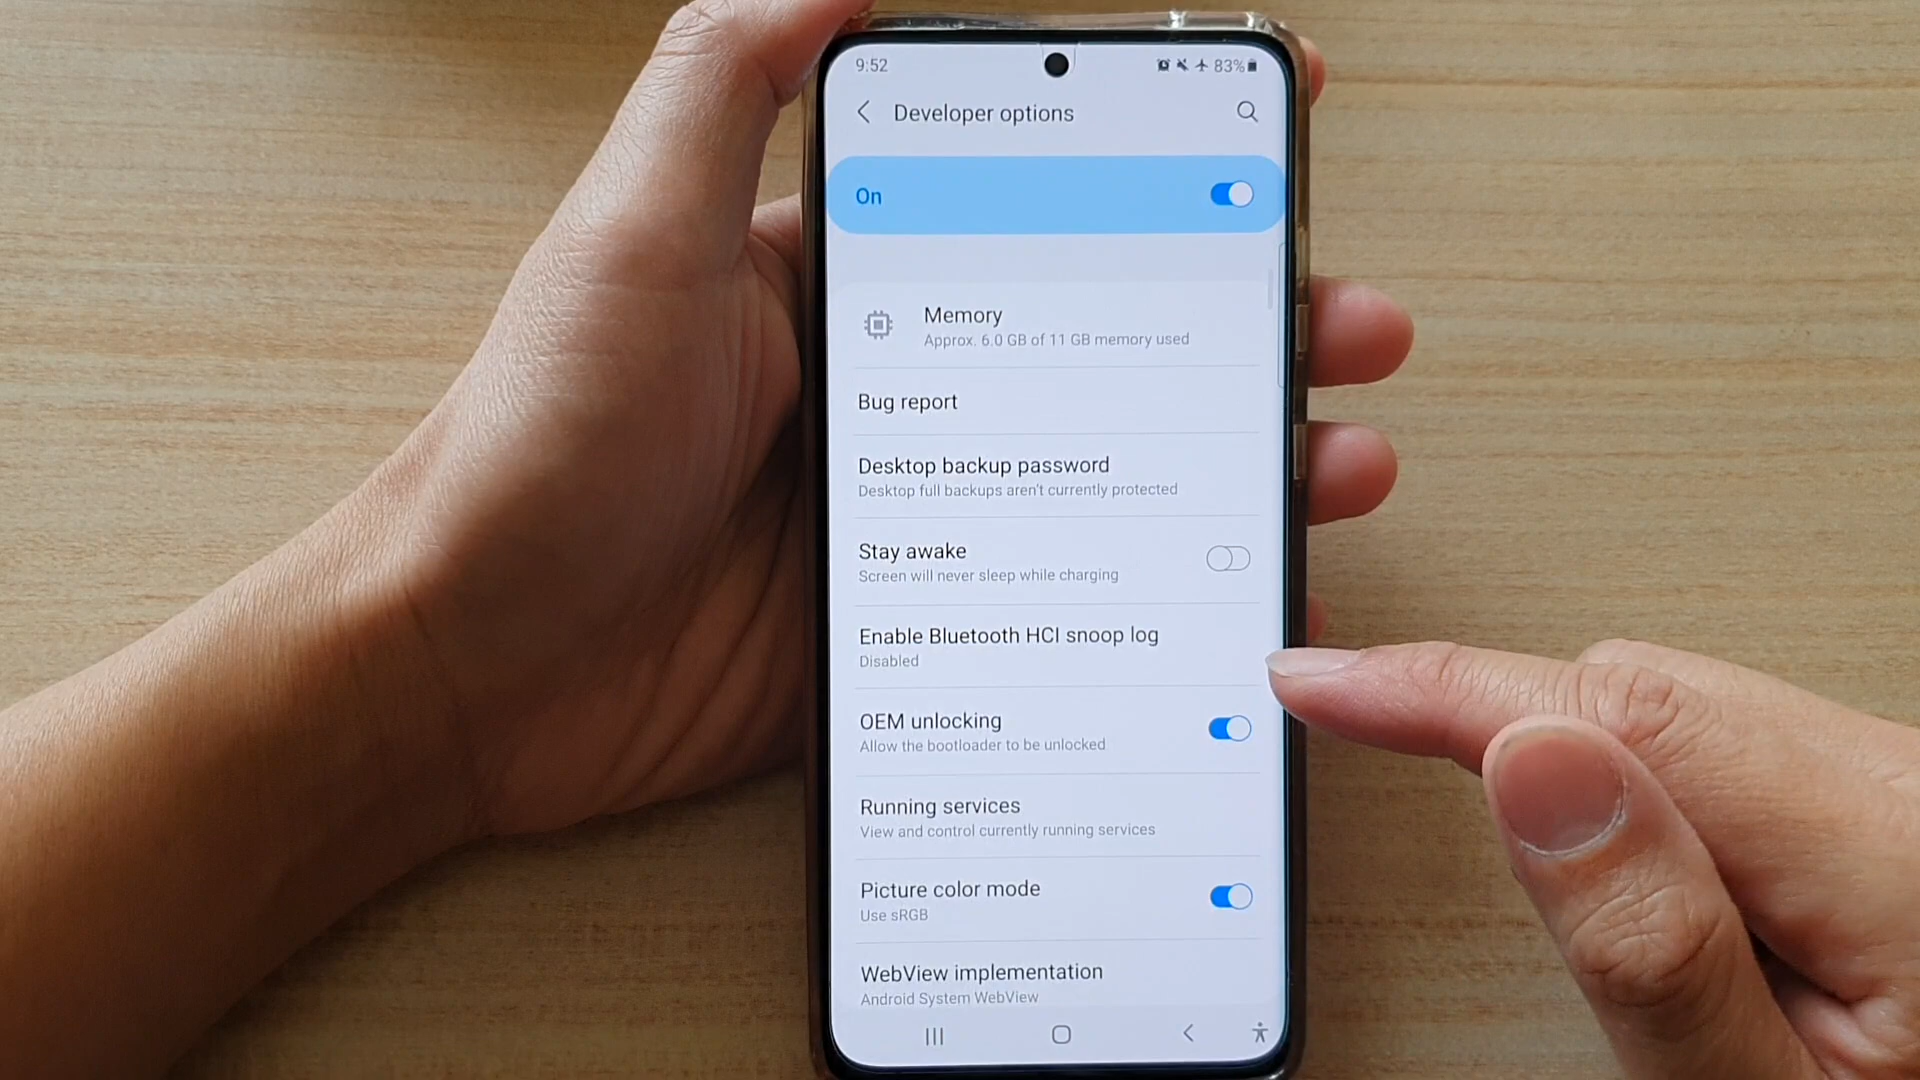 9:52
83%
Developer options
On
Memory
Approx. 6.0 GB of 11 GB memory used
Bug report
Desktop backup password
Desktop full backups aren't currently protected
Stay awake
Screen will never sleep while charging
Enable Bluetooth HCI snoop log
Disabled
OEM unlocking
Allow the bootloader to be unlocked
Running services
View and control currently running services
Picture color mode
Use sRGB
WebView implementation
Android System WebView